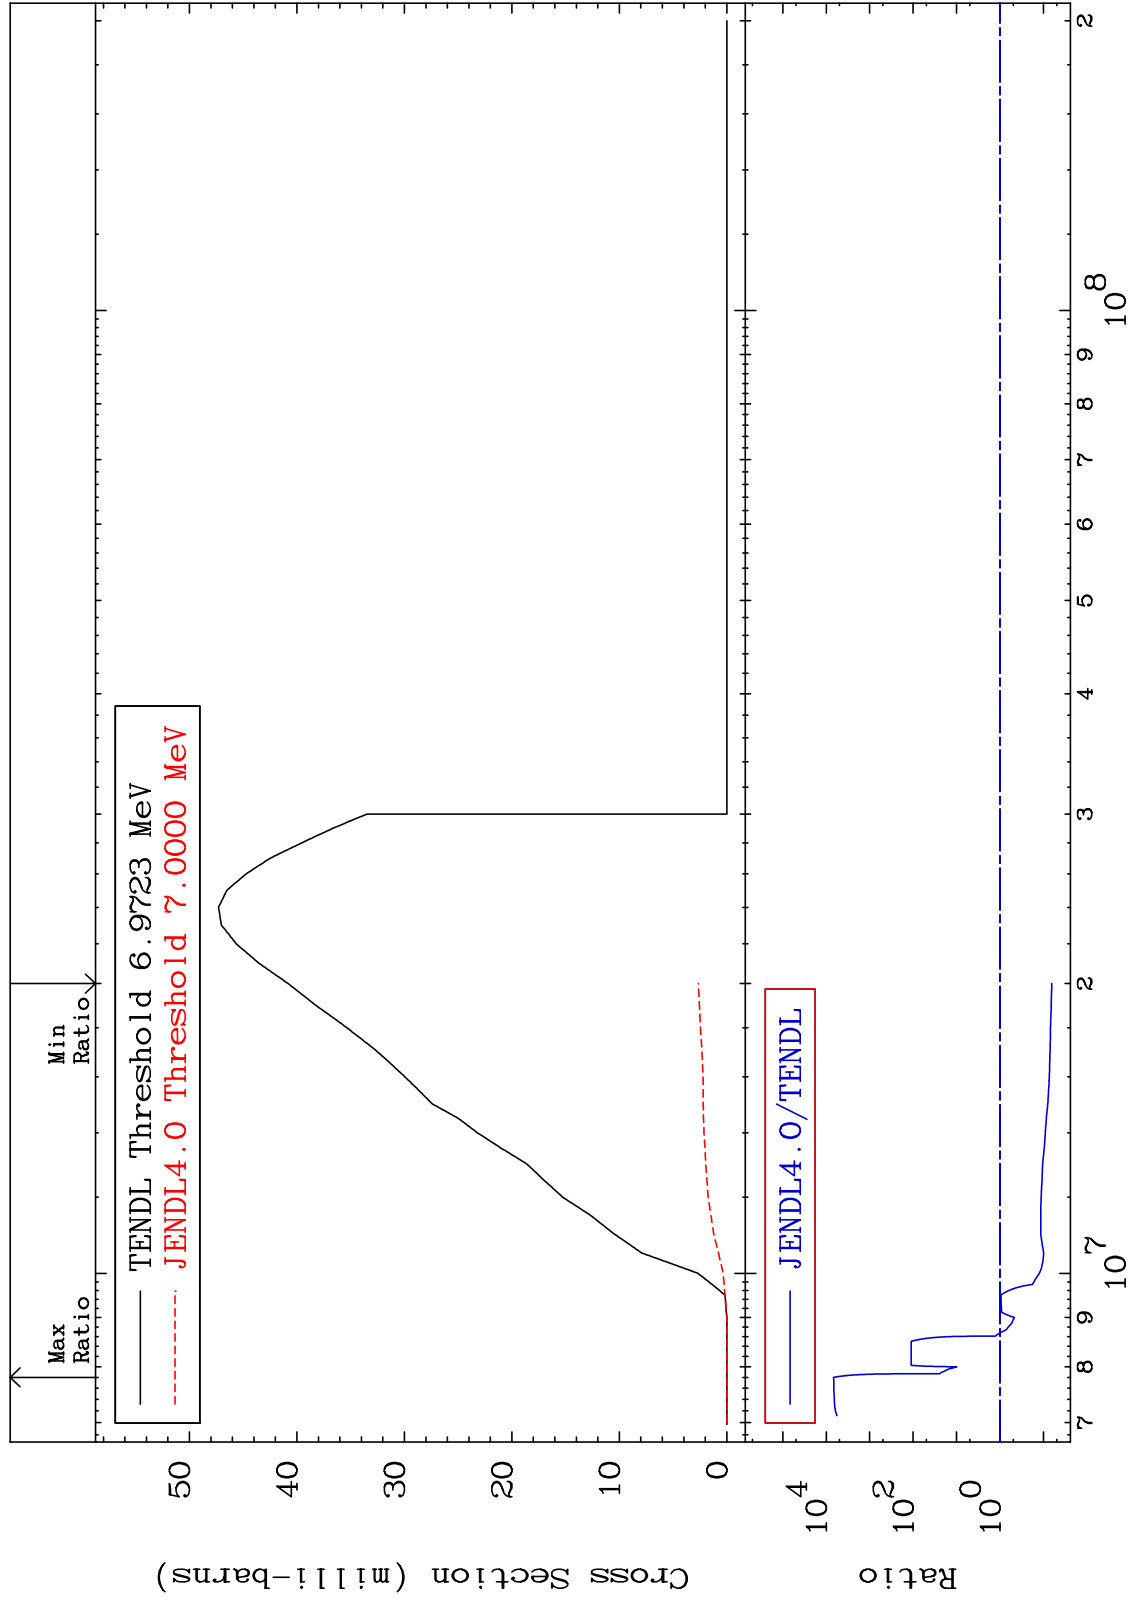 Max
Ratio
Min
Ratio
TENDL Threshold 6.9723 MeV
JENDL4.0 Threshold 7.0000 MeV
50
40
30
20
10
0
Cross Section (milli-barns)
JENDL4.0/TENDL
10^4
10^2
10^0
Ratio
7
8
9
10^7
2
3
4
5
6
7
8
9
10^8
2